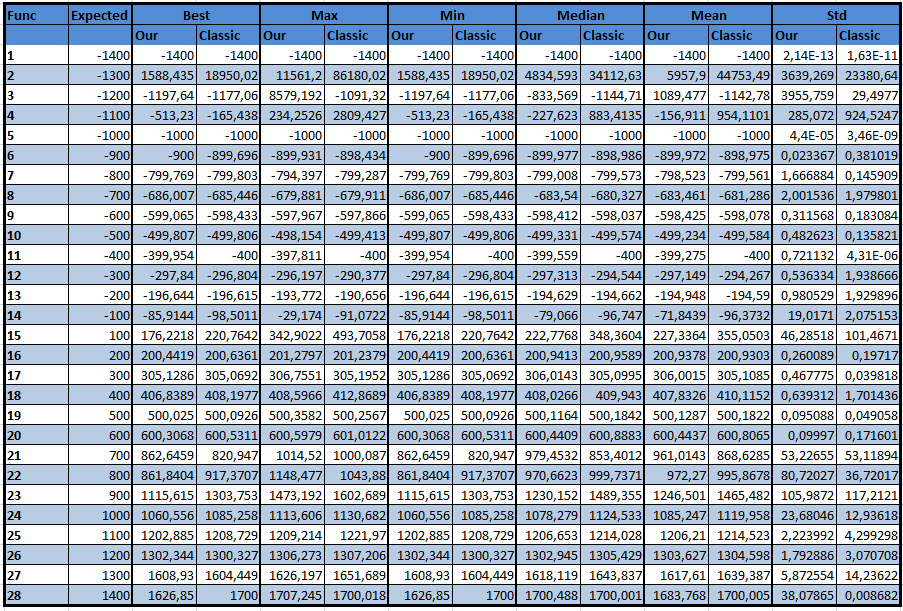 Func Expected Best Max Min Median Mean Std
Our Classic Our Classic Our Classic Our Classic Our Classic Our Classic
1 -1400 -1400 -1400 -1400 -1400 -1400 -1400 -1400 -1400 -1400 -1400 2,14E-13 1,63E-11
2 -1300 1588,435 18950,02 11561,2 86180,02 1588,435 18950,02 4834,593 34112,63 5957,9 44753,49 3639,269 23380,64
3 -1200 -1197,64 -1177,06 8579,192 -1091,32 -1197,64 -1177,06 -833,569 -1144,71 1089,477 -1142,78 3955,759 29,4977
4 -1100 -513,23 -165,438 234,2526 2809,427 -513,23 -165,438 -227,623 883,4135 -156,911 954,1101 285,072 924,5247
5 -1000 -1000 -1000 -1000 -1000 -1000 -1000 -1000 -1000 -1000 -1000 4,4E-05 3,46E-09
6 -900 -900 -899,696 -899,931 -898,434 -900 -899,696 -899,977 -898,986 -899,972 -898,975 0,023367 0,381019
7 -800 -799,769 -799,803 -794,397 -799,287 -799,769 -799,803 -799,008 -799,573 -798,523 -799,561 1,666884 0,145909
8 -700 -686,007 -685,446 -679,881 -679,911 -686,007 -685,446 -683,54 -680,327 -683,461 -681,286 2,001536 1,979801
9 -600 -599,065 -598,433 -597,967 -597,866 -599,065 -598,433 -598,412 -598,037 -598,425 -598,078 0,311568 0,183084
10 -500 -499,807 -499,806 -498,154 -499,413 -499,807 -499,806 -499,331 -499,574 -499,234 -499,584 0,482623 0,135821
11 -400 -399,954 -400 -397,811 -400 -399,954 -400 -399,559 -400 -399,275 -400 0,721132 4,31E-06
12 -300 -297,84 -296,804 -296,197 -290,377 -297,84 -296,804 -297,313 -294,544 -297,149 -294,267 0,536334 1,938666
13 -200 -196,644 -196,615 -193,772 -190,656 -196,644 -196,615 -194,629 -194,662 -194,948 -194,59 0,980529 1,929896
14 -100 -85,9144 -98,5011 -29,174 -91,0722 -85,9144 -98,5011 -79,066 -96,747 -71,8439 -96,3732 19,0171 2,075153
15 100 176,2218 220,7642 342,9022 493,7058 176,2218 220,7642 222,7768 348,3604 227,3364 355,0503 46,28518 101,4671
16 200 200,4419 200,6361 201,2797 201,2379 200,4419 200,6361 200,9413 200,9589 200,9378 200,9303 0,260089 0,19717
17 300 305,1286 305,0692 306,7551 305,1952 305,1286 305,0692 306,0143 305,0995 306,0015 305,1085 0,467775 0,039818
18 400 406,8389 408,1977 408,5966 412,8689 406,8389 408,1977 408,0266 409,943 407,8326 410,1152 0,639312 1,701436
19 500 500,025 500,0926 500,3582 500,2567 500,025 500,0926 500,1164 500,1842 500,1287 500,1822 0,095088 0,049058
20 600 600,3068 600,5311 600,5979 601,0122 600,3068 600,5311 600,4409 600,8883 600,4437 600,8065 0,09997 0,171601
21 700 862,6459 820,947 1014,52 1000,087 862,6459 820,947 979,4532 853,4012 961,0143 868,6285 53,22655 53,11894
22 800 861,8404 917,3707 1148,477 1043,88 861,8404 917,3707 970,6623 999,7371 972,27 995,8678 80,72027 36,72017
23 900 1115,615 1303,753 1473,192 1602,689 1115,615 1303,753 1230,152 1489,355 1246,501 1465,482 105,9872 117,2121
24 1000 1060,556 1085,258 1113,606 1130,682 1060,556 1085,258 1078,279 1124,533 1085,247 1119,958 23,68046 12,93618
25 1100 1202,885 1208,729 1209,214 1221,97 1202,885 1208,729 1206,653 1214,028 1206,21 1214,523 2,223992 4,299298
26 1200 1302,344 1300,327 1306,273 1307,206 1302,344 1300,327 1302,945 1305,429 1303,627 1304,598 1,792886 3,070708
27 1300 1608,93 1604,449 1626,197 1651,689 1608,93 1604,449 1618,119 1643,837 1617,61 1639,387 5,872554 14,23622
28 1400 1626,85 1700 1707,245 1700,018 1626,85 1700 1700,488 1700,001 1683,768 1700,005 38,07865 0,008682